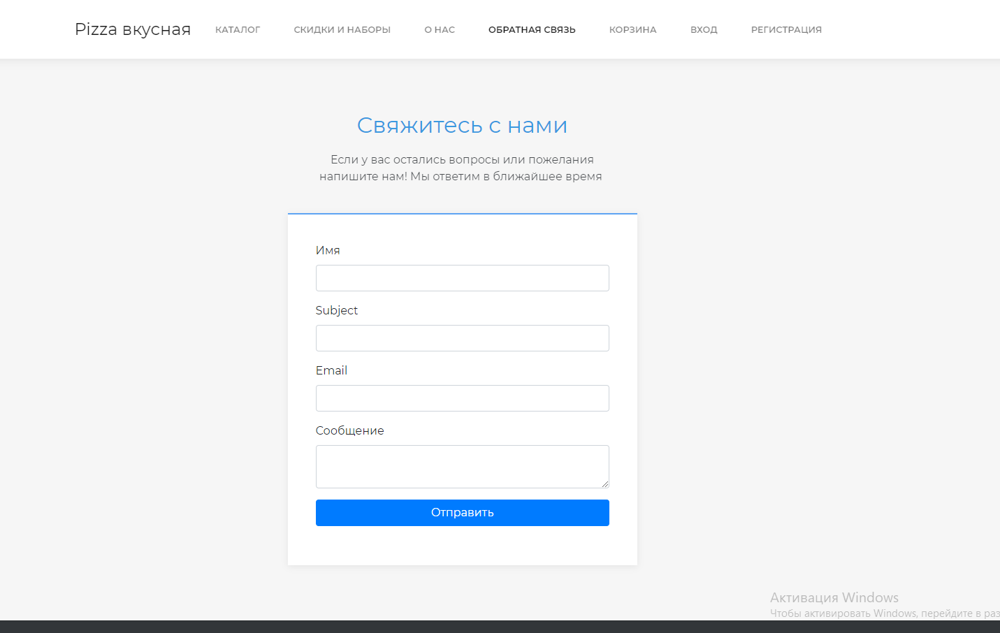 Pizza вкусная
КАТАЛОГ
СКИДКИ И НАБОРЫ
О НАС
ОБРАТНАЯ СВЯЗЬ
КОРЗИНА
ВХОД
РЕГИСТРАЦИЯ
Свяжитесь с нами
Если у вас остались вопросы или пожелания
напишите нам! Мы ответим в ближайшее время
Имя
Subject
Email
Сообщение
Отправить
Активация Windows
Чтобы активировать Windows, перейдите в раз